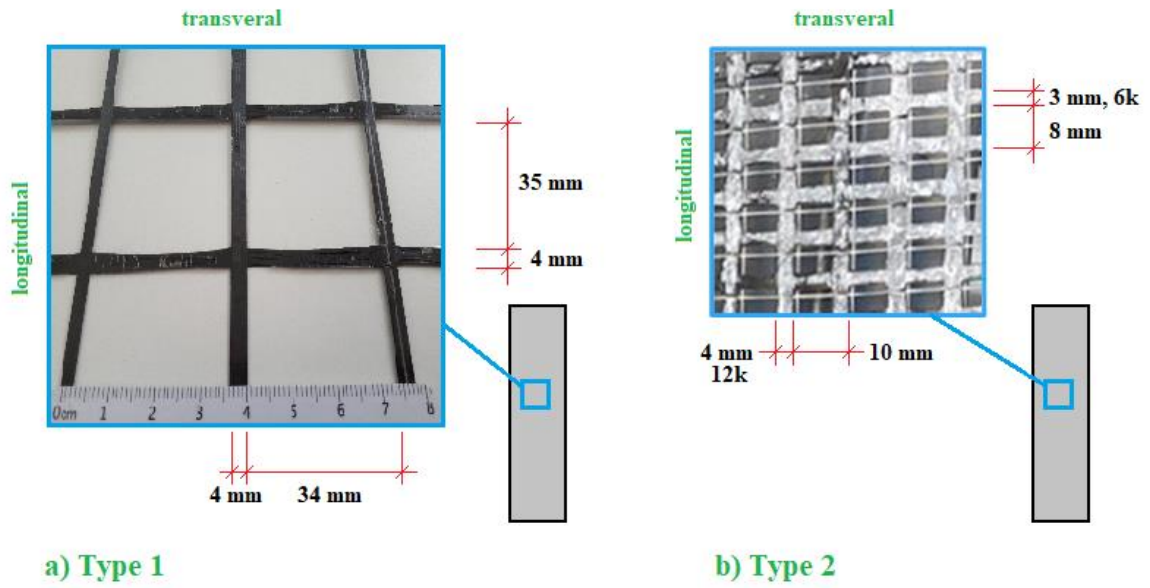 transveral
longitudinal
35 mm
4 mm
0cm 1 2 3 4 5 6 7 8
4 mm 34 mm
a) Type 1
transveral
longitudinal
3 mm, 6k
8 mm
4 mm
12k
10 mm
b) Type 2